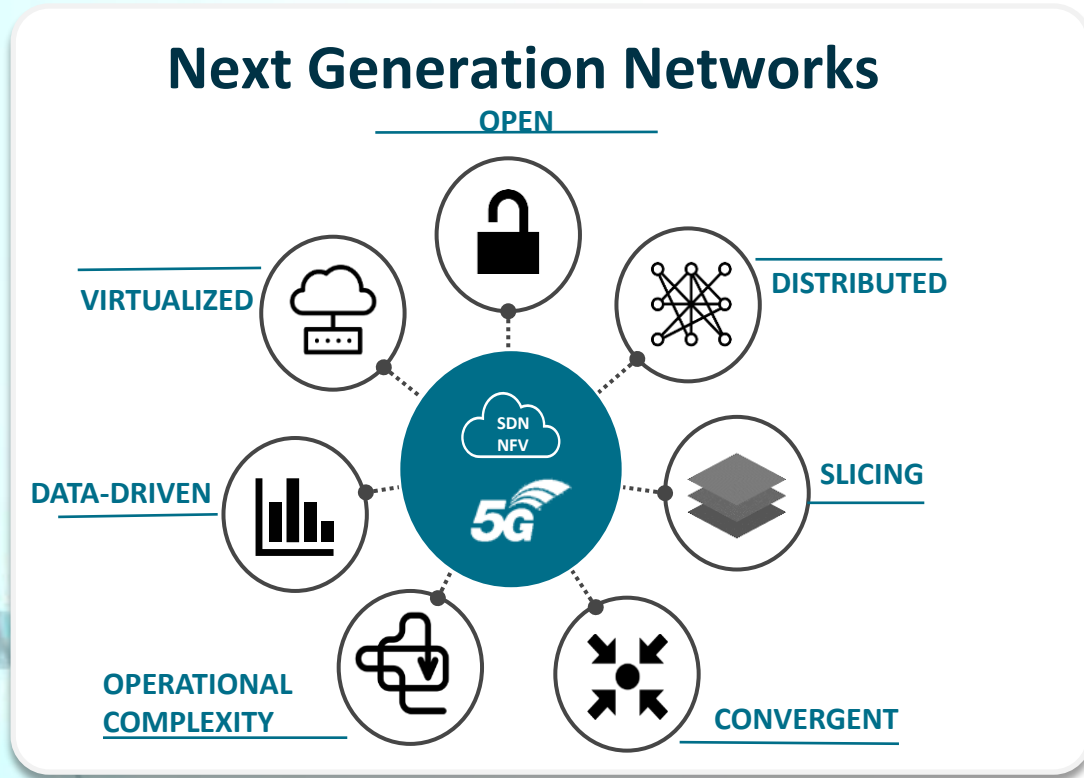 Next Generation Networks
OPEN
VIRTUALIZED
DISTRIBUTED
SDN
NFV
5G
DATA-DRIVEN
SLICING
OPERATIONAL
COMPLEXITY
CONVERGENT